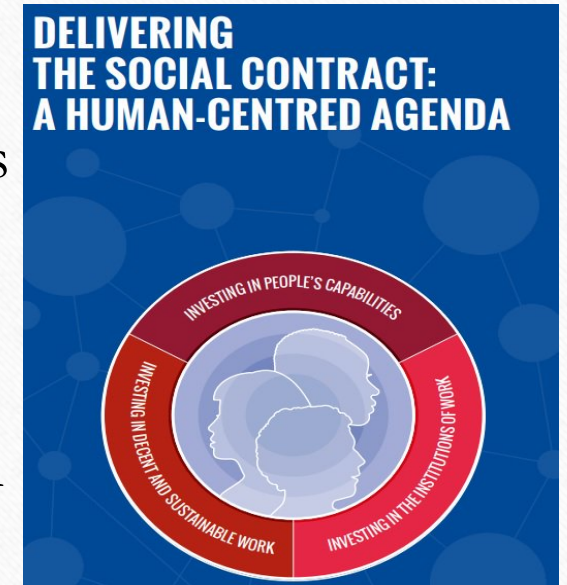 DELIVERING
THE SOCIAL CONTRACT:
A HUMAN-CENTRED AGENDA
INVESTING IN PEOPLE'S CAPABILITIES
INVESTING IN DECENT AND SUSTAINABLE WORK
INVESTING IN THE INSTITUTIONS OF WORK